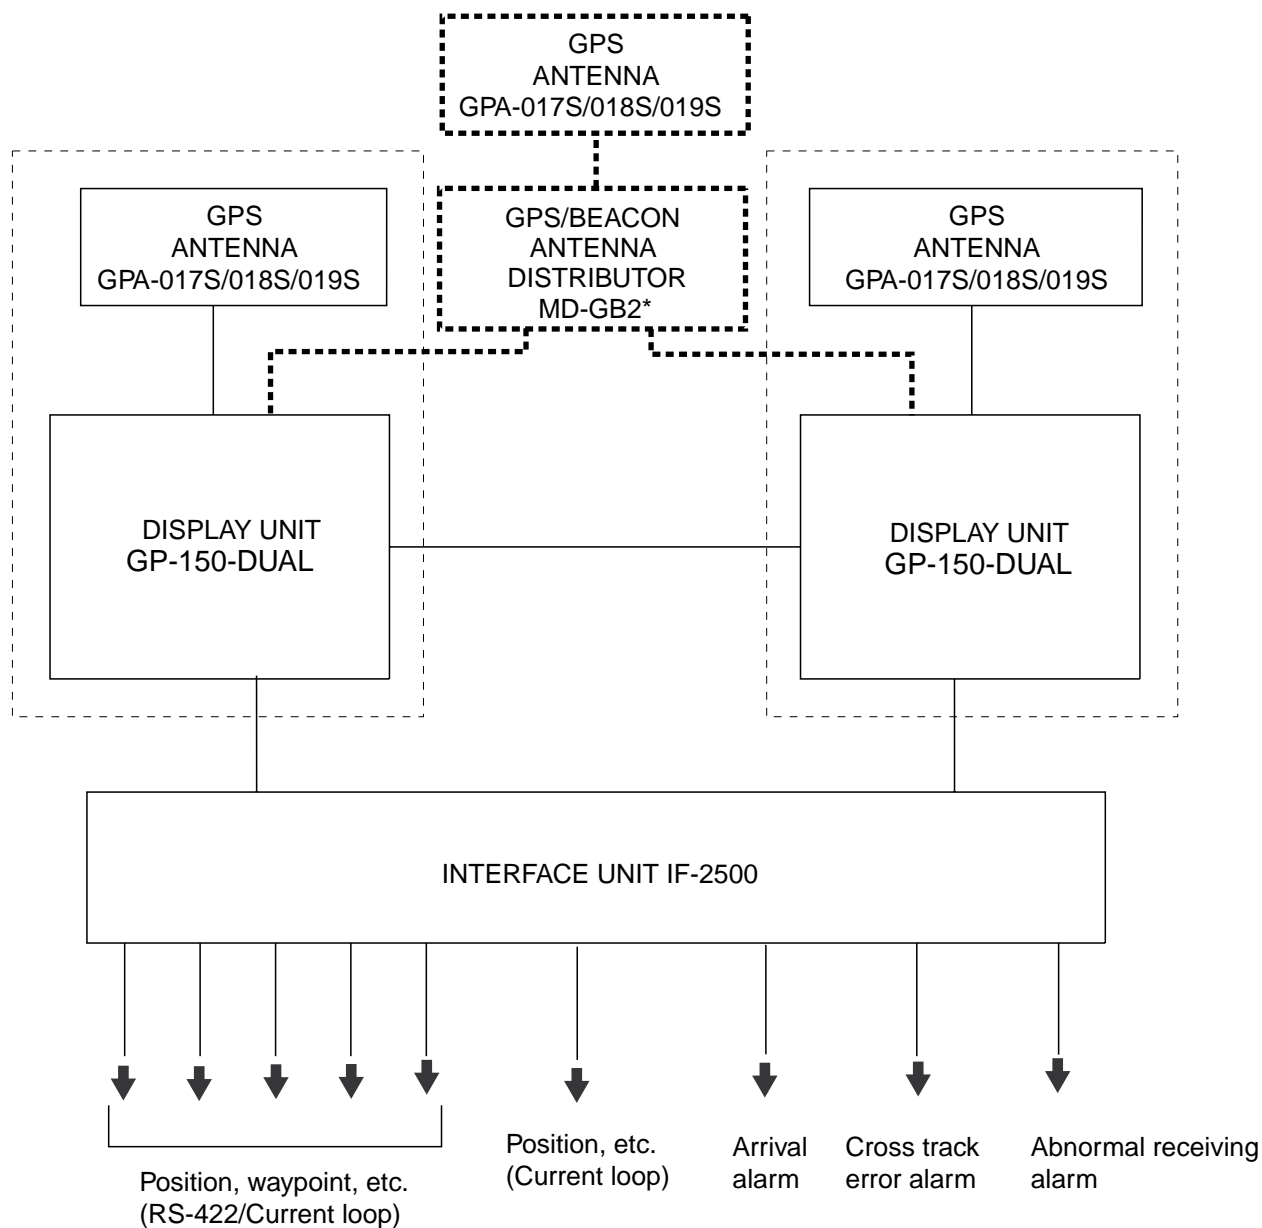 GPS
ANTENNA
GPA-017S/018S/019S
GPS
ANTENNA
GPA-017S/018S/019S
GPS/BEACON
ANTENNA
DISTRIBUTOR
MD-GB2*
GPS
ANTENNA
GPA-017S/018S/019S
DISPLAY UNIT
GP-150-DUAL
DISPLAY UNIT
GP-150-DUAL
INTERFACE UNIT IF-2500
Position, waypoint, etc.
(RS-422/Current loop)
Position, etc.
(Current loop)
Arrival
alarm
Cross track
error alarm
Abnormal receiving
alarm